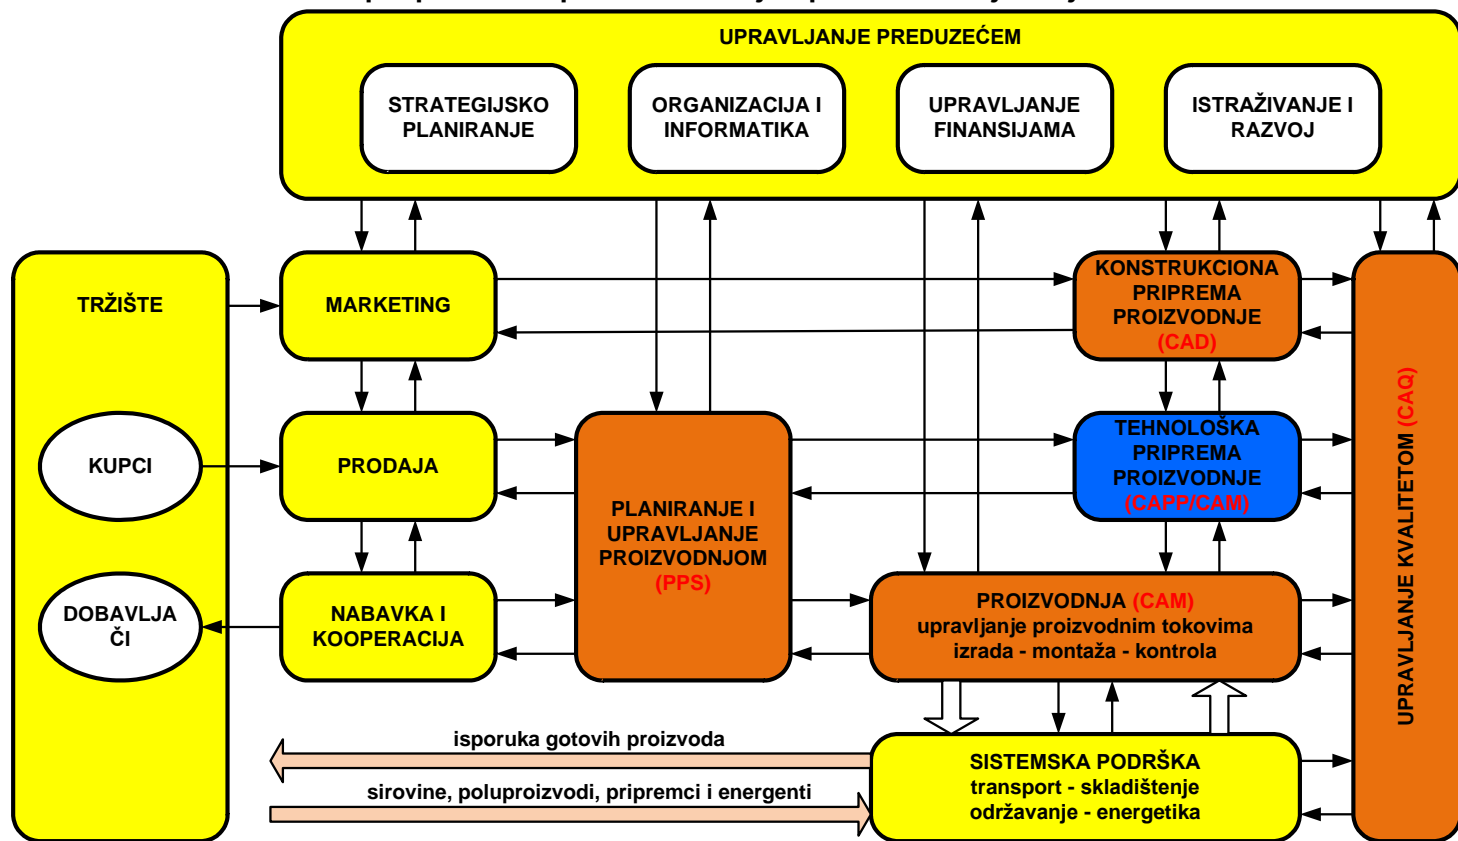 UPRAVLJANJE PREDUZEĆEM
STRATEGIJSKO
PLANIRANJE
ORGANIZACIJA I
INFORMATIKA
UPRAVLJANJE
FINANSIJAMA
ISTRAŽIVANJE I
RAZVOJ
TRŽIŠTE
MARKETING
KONSTRUKCIONA
PRIPREMA
PROIZVODNJE
(CAD)
KUPCI
PRODAJA
PLANIRANJE I
UPRAVLJANJE
PROIZVODNJOM
(PPS)
TEHNOLOŠKA
PRIPREMA
PROIZVODNJE
(CAPP/CAM)
UPRAVLJANJE KVALITETOM (CAQ)
DOBAVLJA
ČI
NABAVKA I
KOOPERACIJA
PROIZVODNJA (CAM)
upravljanje proizvodnim tokovima
izrada - montaža - kontrola
isporuka gotovih proizvoda
sirovine, poluproizvodi, pripremci i energenti
SISTEMSKA PODRŠKA
transport - skladištenje
održavanje - energetika